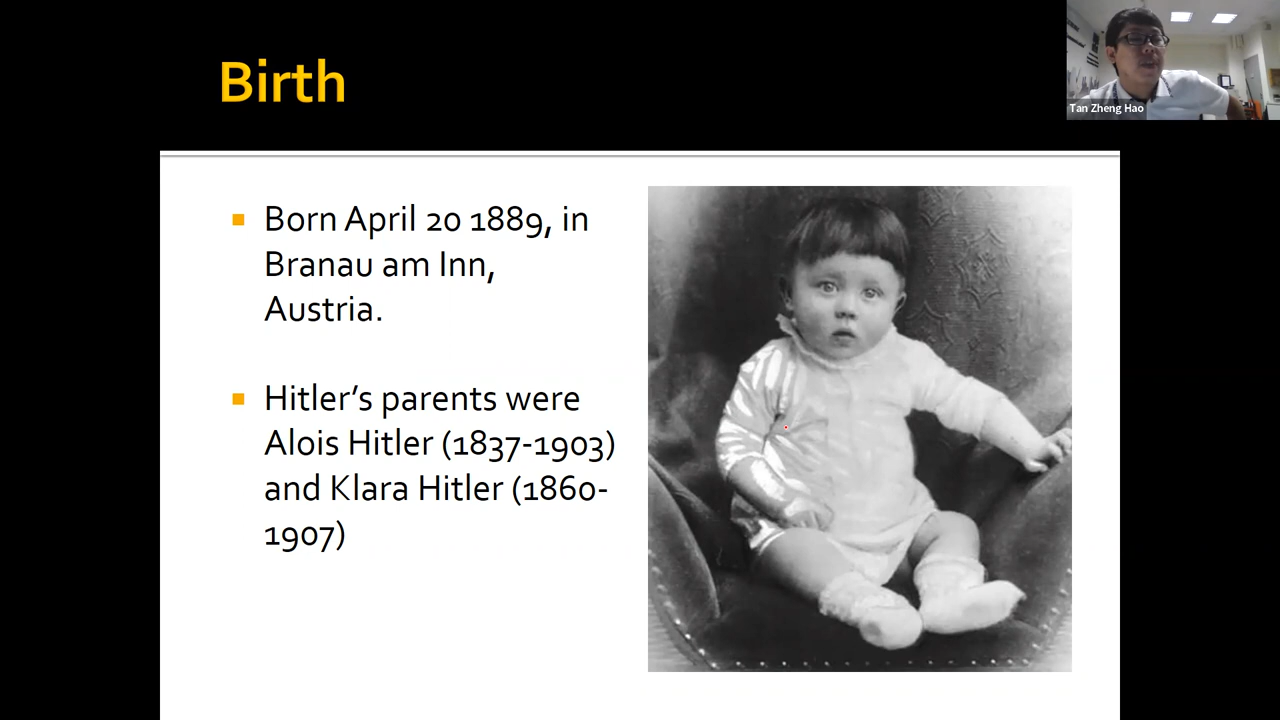 Birth
Tan Zheng Hao
Born April 20 1889, in
Branau am Inn,
Austria.
Hitler’s parents were
Alois Hitler (1837-1903)
and Klara Hitler (1860-
1907)